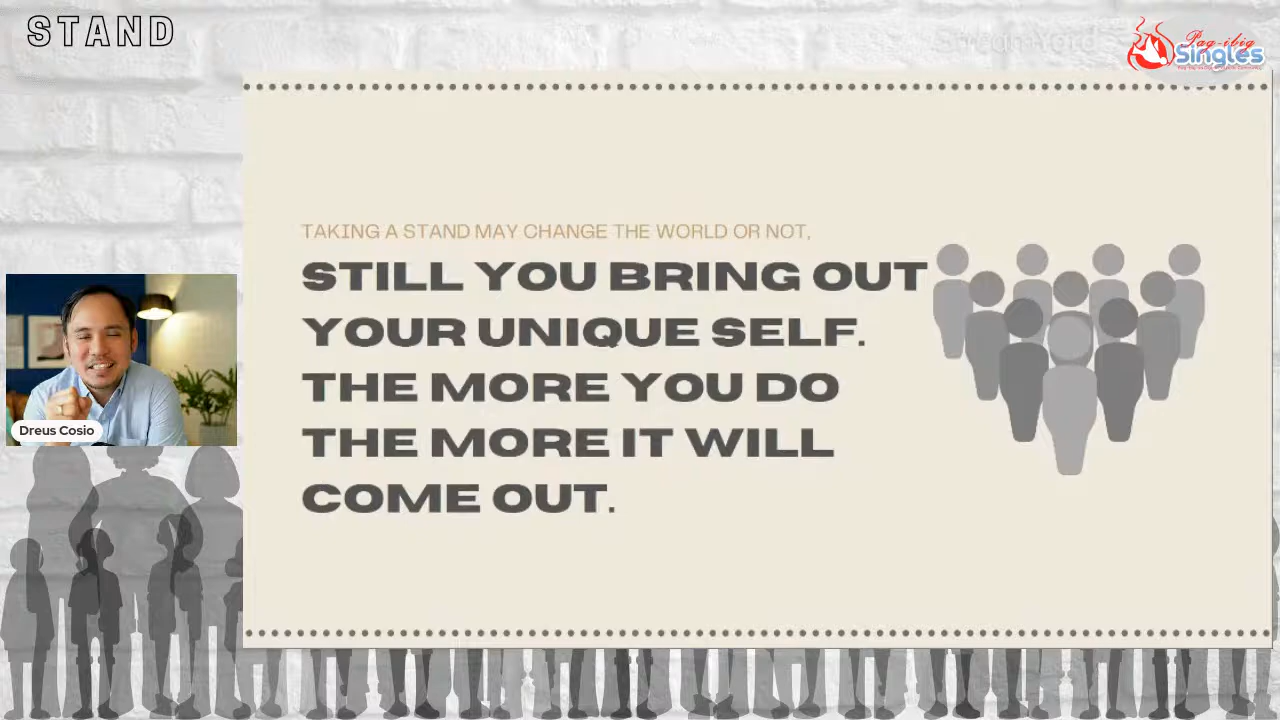 STAND
StreamYard
Pag-ibig
Singles
TAKING A STAND MAY CHANGE THE WORLD OR NOT,
STILL YOU BRING OUT
YOUR UNIQUE SELF.
THE MORE YOU DO
THE MORE IT WILL
COME OUT.
Dreus Cosio